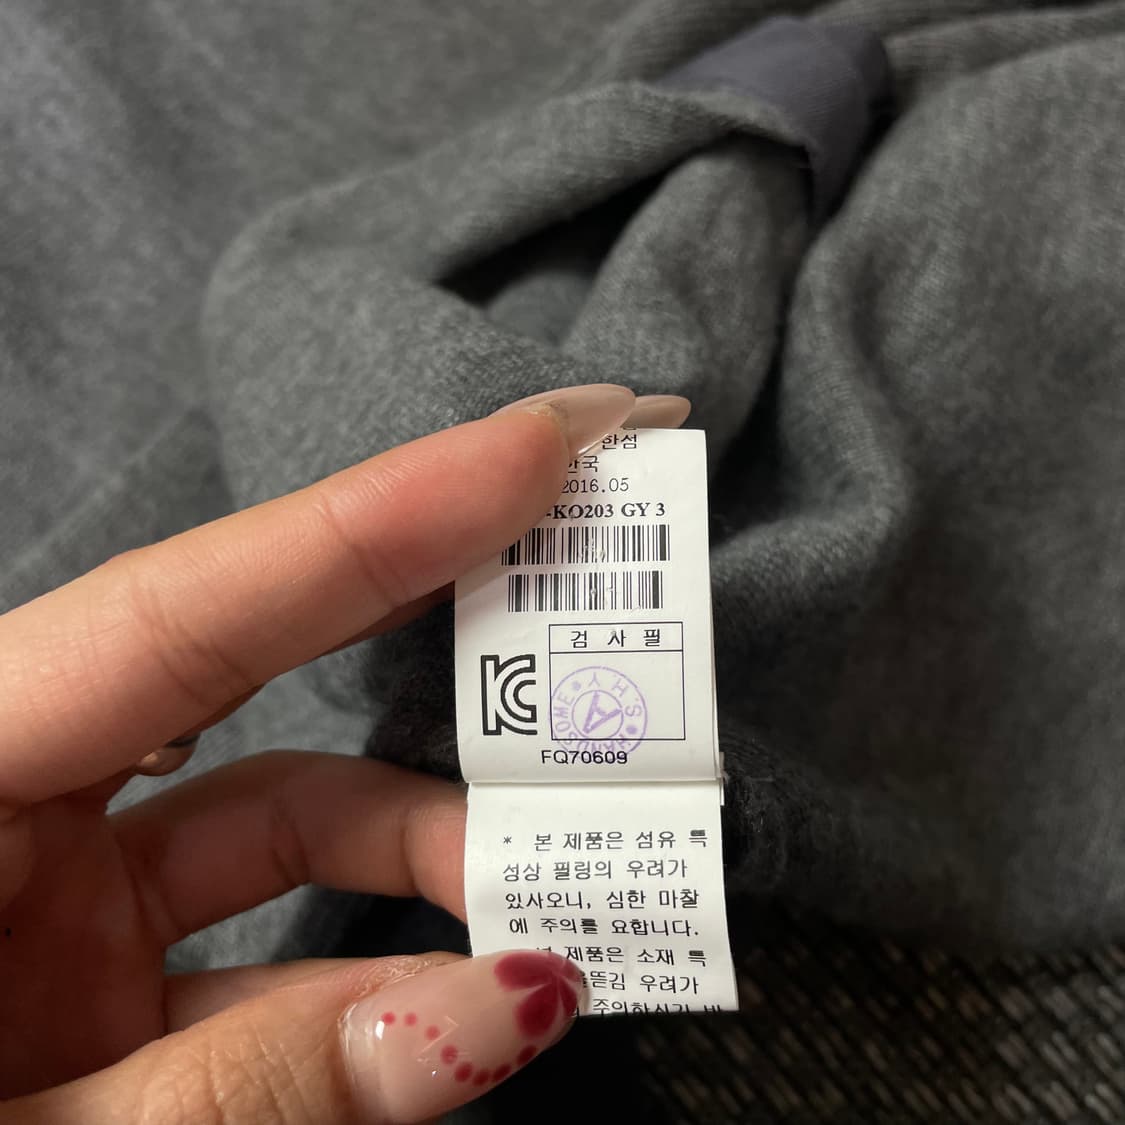 한섬
한국
2016.05
-KO203 GY 3
검 사 필
S.H.Y HANDSOME A
KC
FQ70609
* 본 제품은 섬유 특
성상 필링의 우려가
있사오니, 심한 마찰
에 주의를 요합니다.
제품은 소재 특
올뜯김 우려가
주의하시기 바